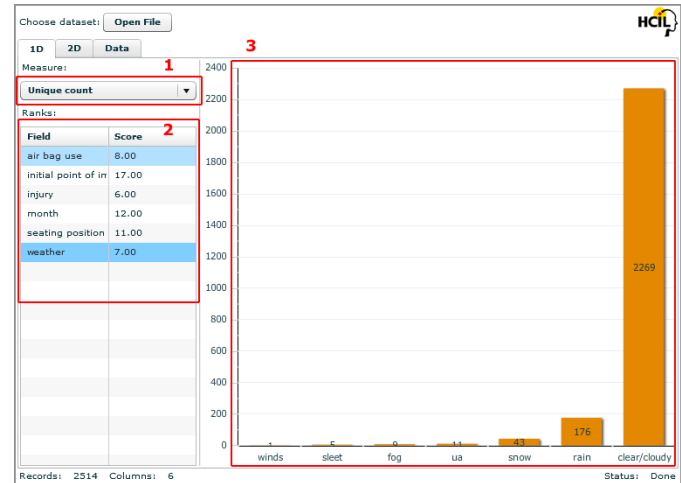 Choose dataset: Open File
HCIL
1D 2D Data
3
Measure: 1
Unique count
Ranks:
2
Field Score
air bag use 8.00
initial point of im 17.00
injury 6.00
month 12.00
seating position 11.00
weather 7.00
2400
2200
2000
1800
1600
1400
1200
1000
800
600
400
200
0
1 5 9 11 43 176 2269
winds sleet fog ua snow rain clear/cloudy
Records: 2514 Columns: 6 Status: Done